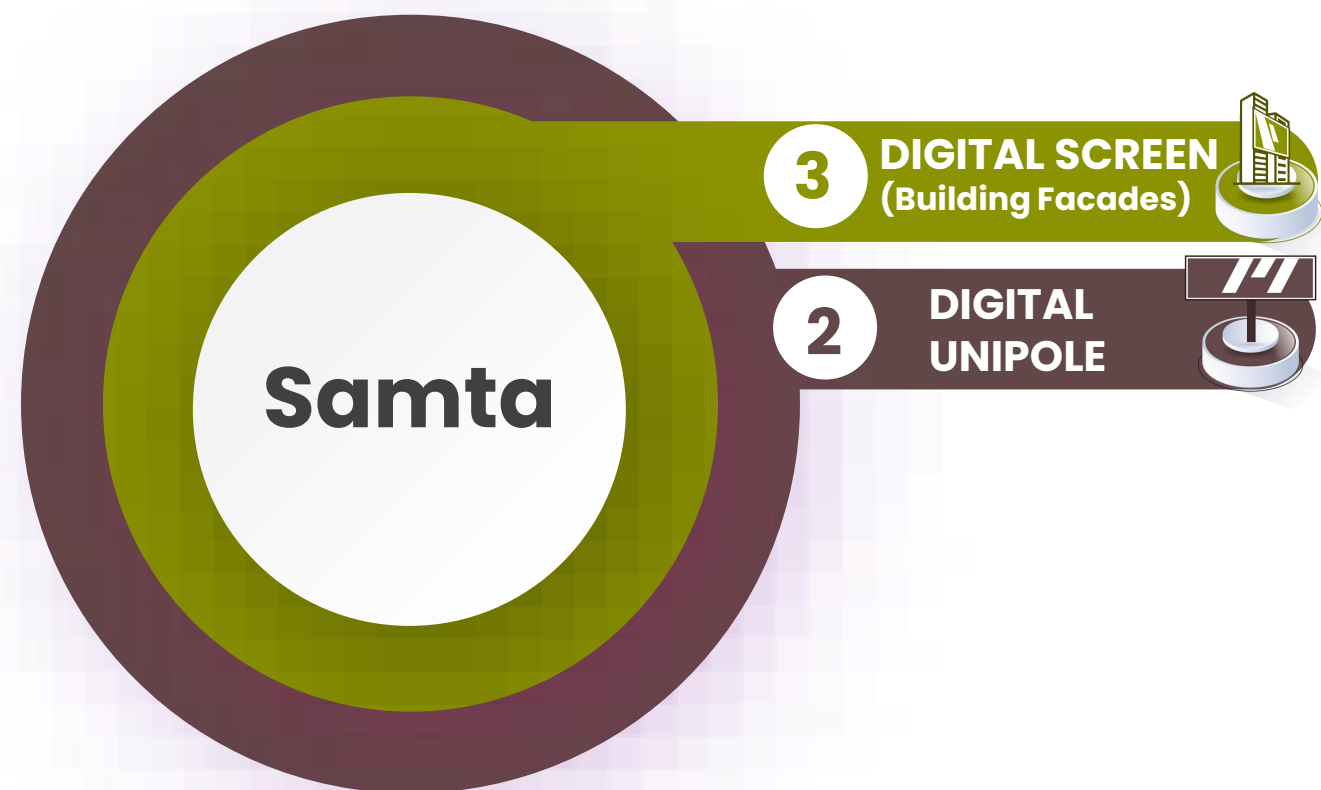 3
DIGITAL SCREEN
(Building Facades)
2
DIGITAL
UNIPOLE
Samta